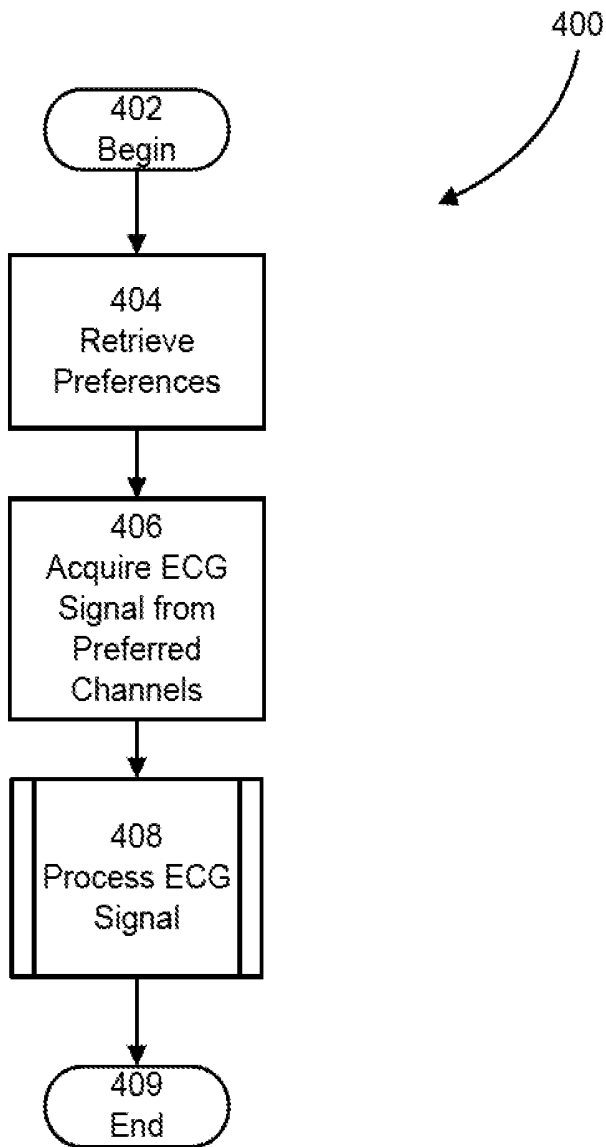 400
402
Begin
404
Retrieve
Preferences
406
Acquire ECG
Signal from
Preferred
Channels
408
Process ECG
Signal
409
End